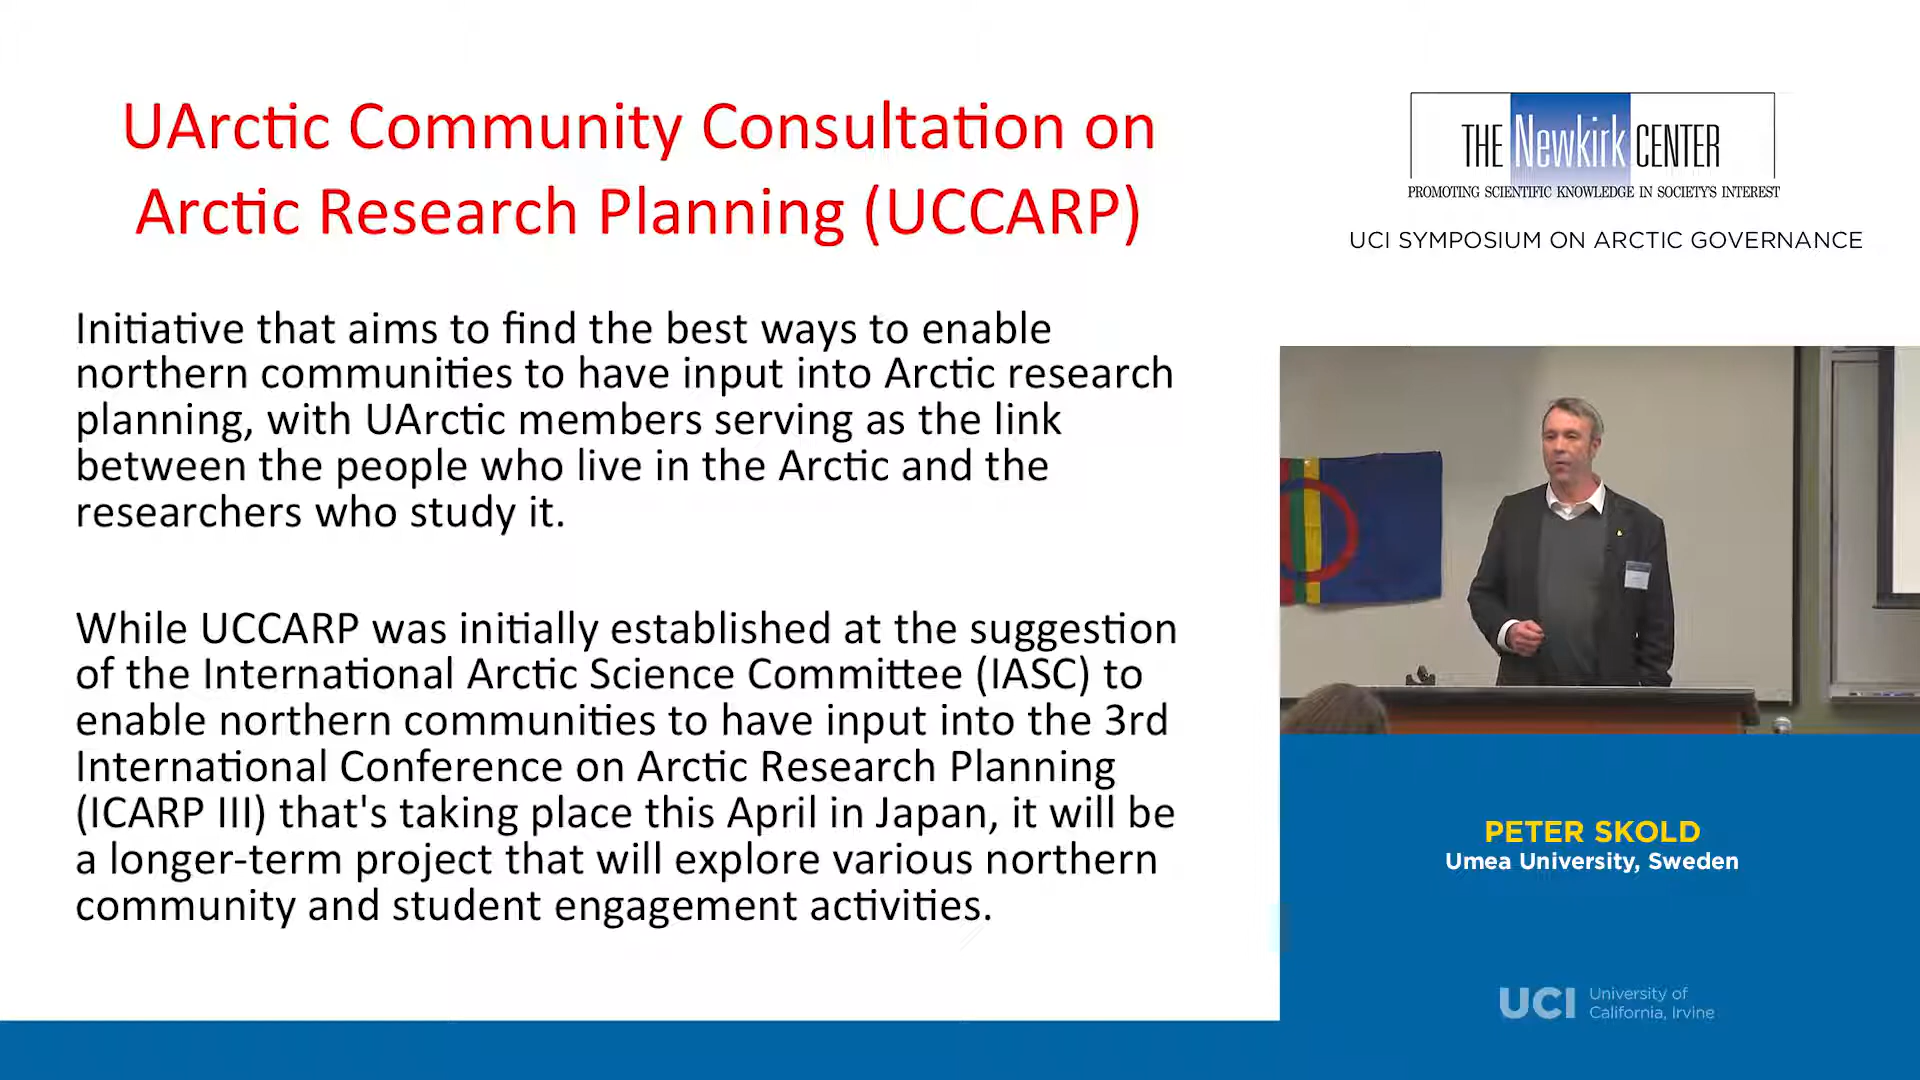 UArctic Community Consultation on
Arctic Research Planning (UCCARP)
Initiative that aims to find the best ways to enable
northern communities to have input into Arctic research
planning, with UArctic members serving as the link
between the people who live in the Arctic and the
researchers who study it.
While UCCARP was initially established at the suggestion
of the International Arctic Science Committee (IASC) to
enable northern communities to have input into the 3rd
International Conference on Arctic Research Planning
(ICARP III) that's taking place this April in Japan, it will be
a longer-term project that will explore various northern
community and student engagement activities.
THE Newkirk CENTER
PROMOTING SCIENTIFIC KNOWLEDGE IN SOCIETY'S INTEREST
UCI SYMPOSIUM ON ARCTIC GOVERNANCE
PETER SKOLD
Umea University, Sweden
UCI University of
California, Irvine